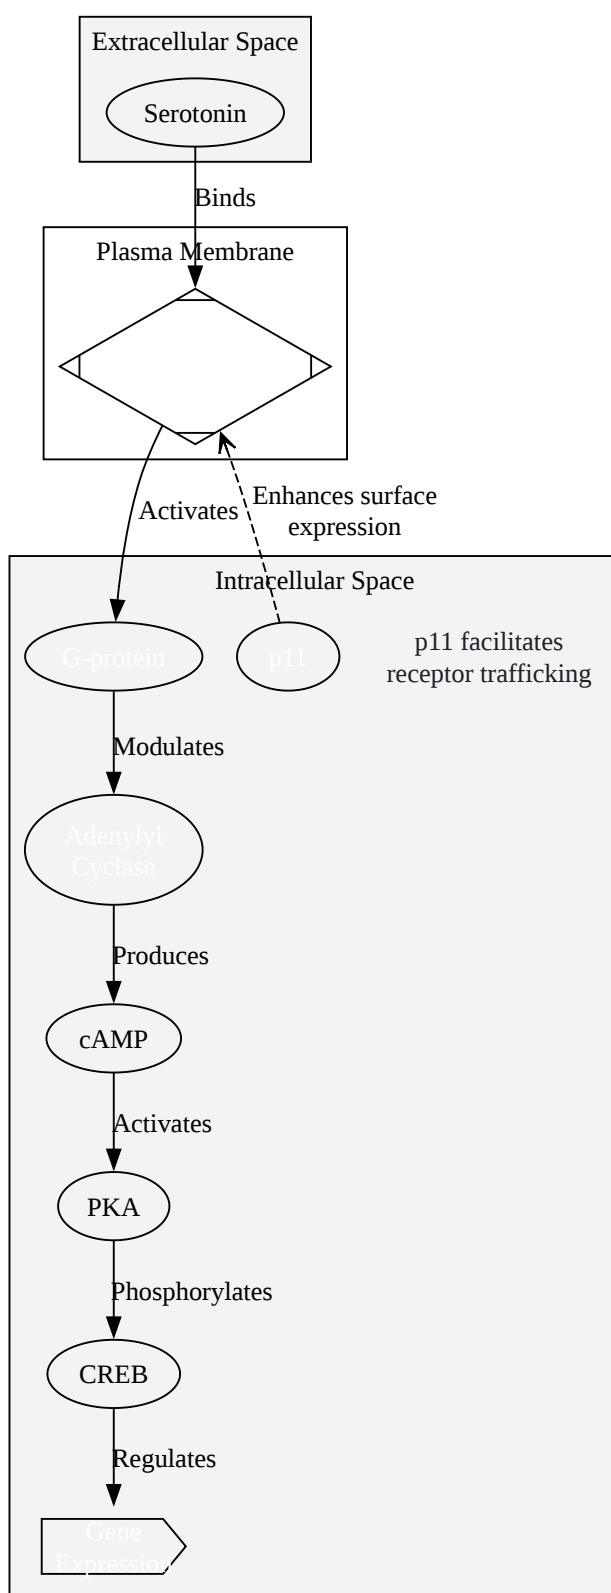 Extracellular Space
Serotonin
Binds
Plasma Membrane
Activates
Enhances surface
expression
Intracellular Space
G-protein
p11
p11 facilitates
receptor trafficking
Modulates
Adenylyl
Cyclase
Produces
cAMP
Activates
PKA
Phosphorylates
CREB
Regulates
Gene
Expression